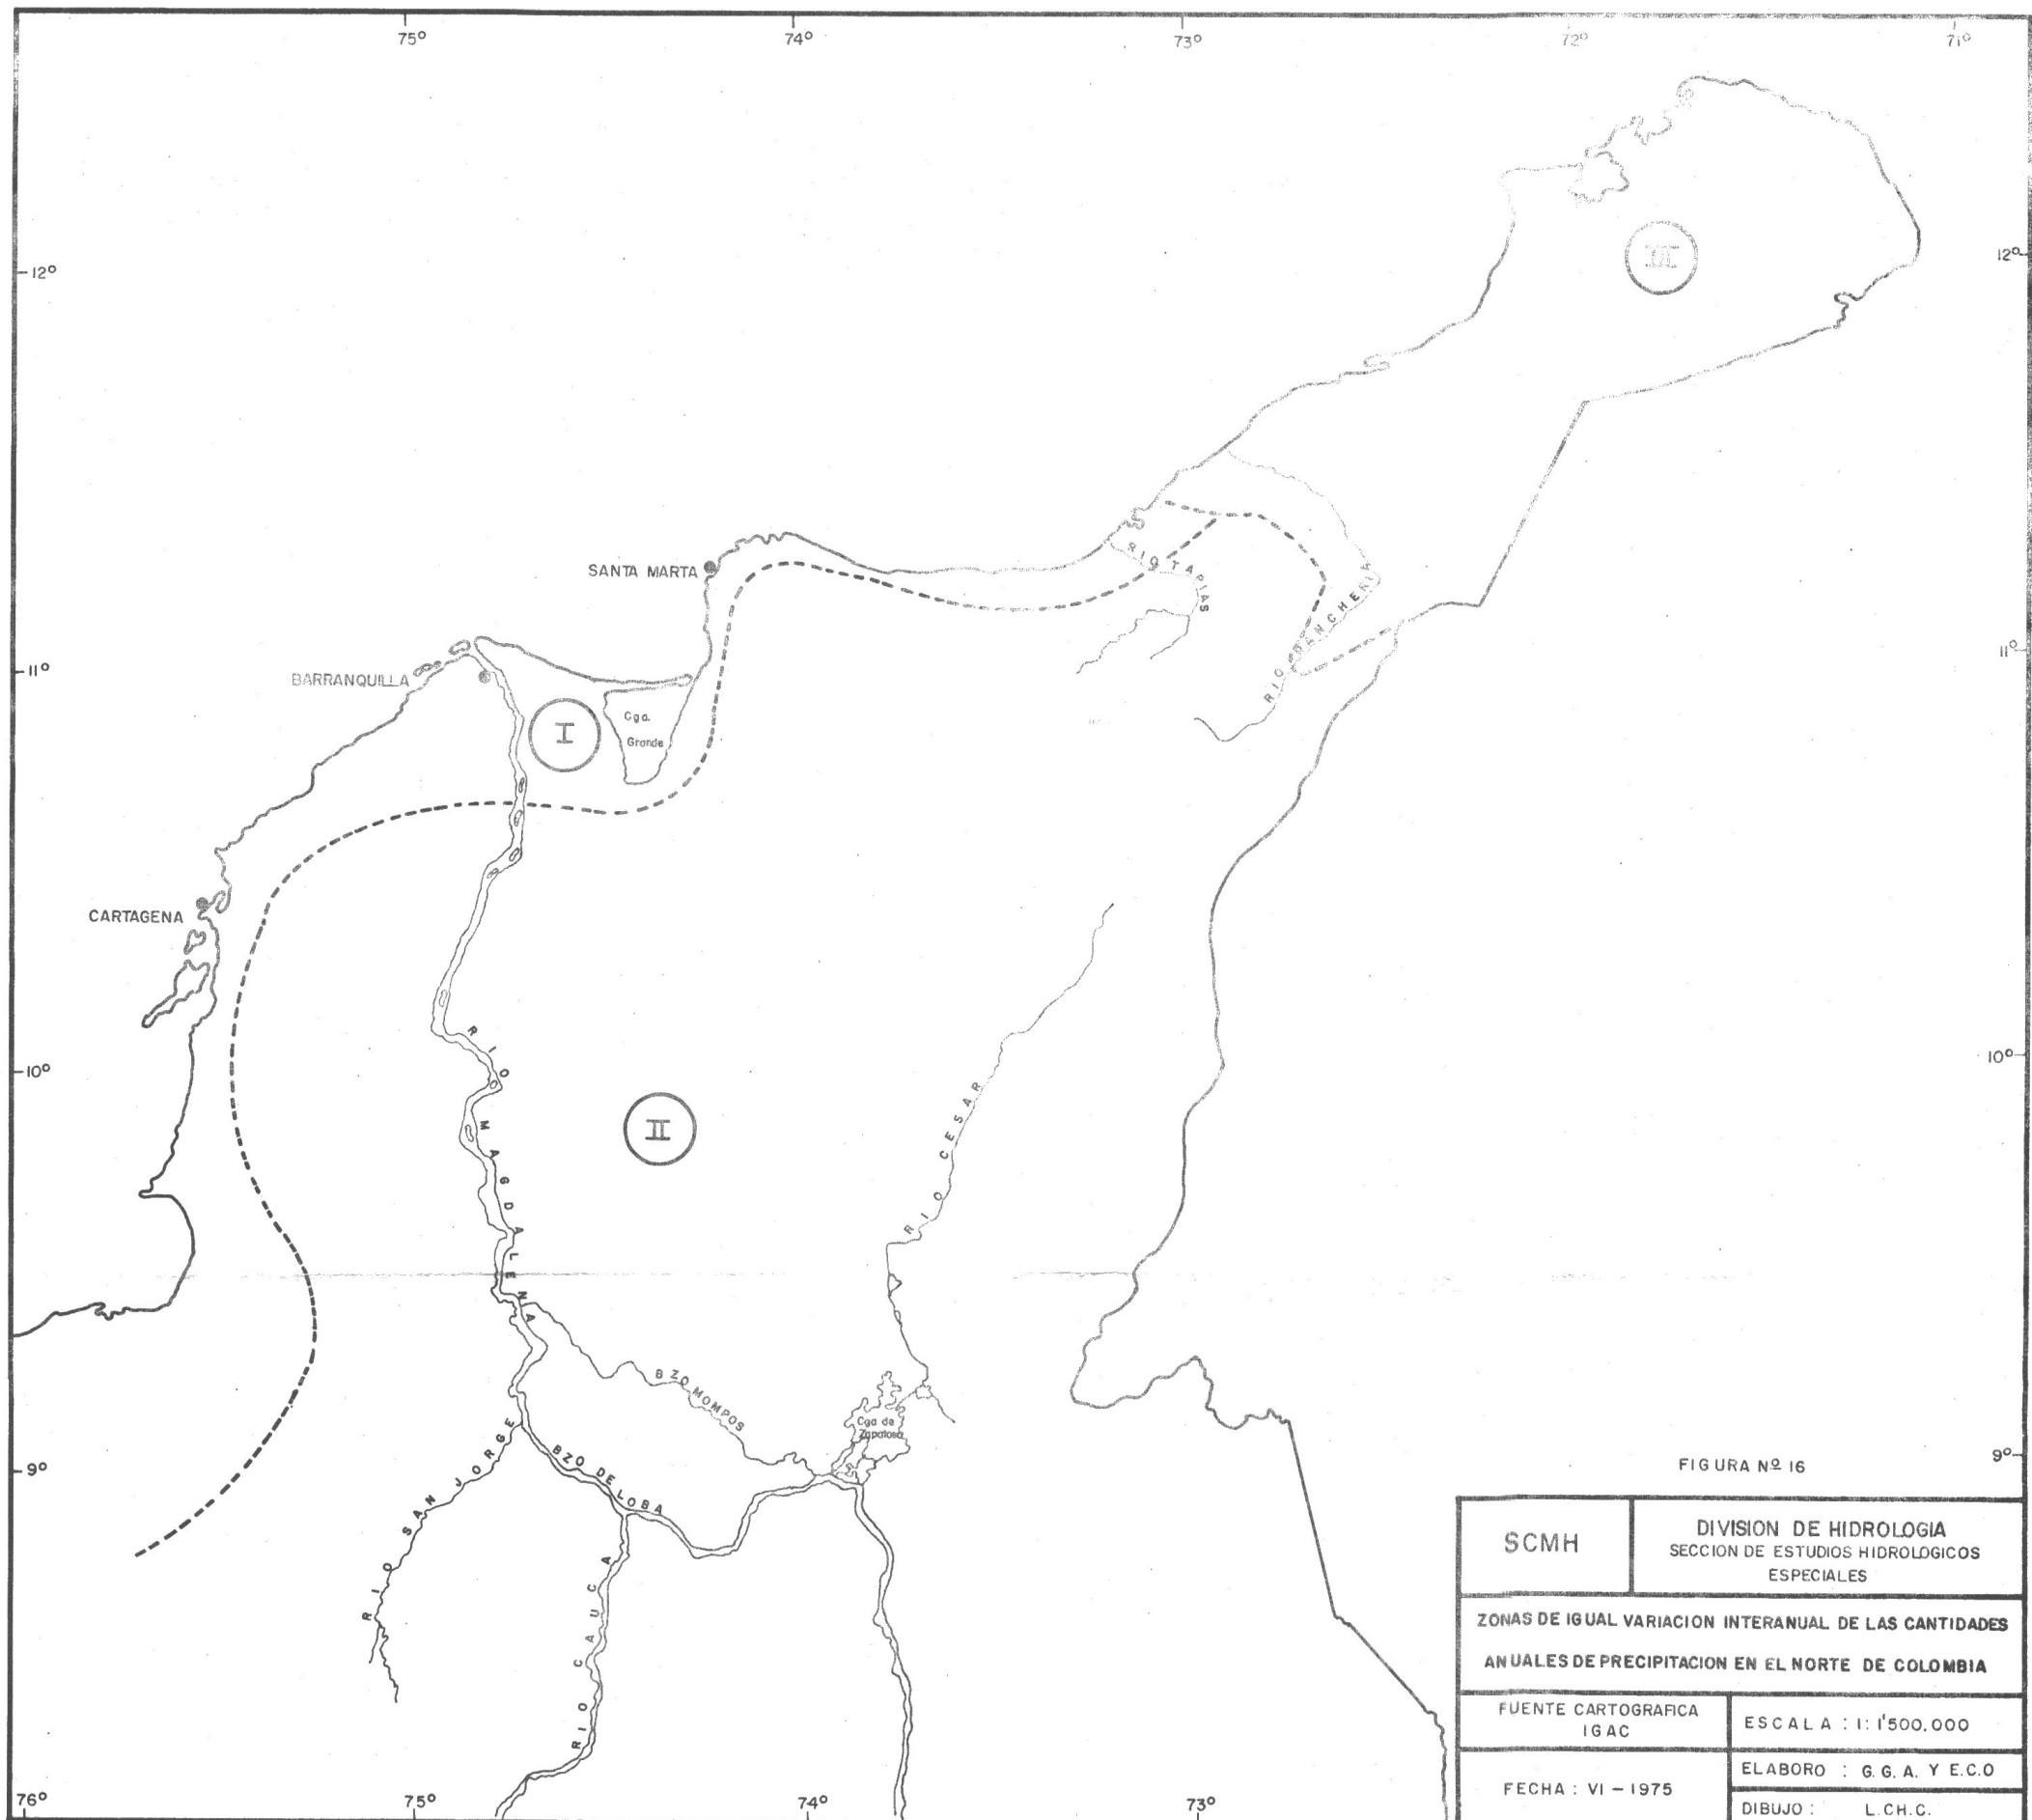 75° 74° 73° 72° 71°
12° 12°
III
SANTA MARTA
RIO TAPIAS
RIO RANCHERIA
11° 11°
BARRANQUILLA
I
Cga.
Grande
CARTAGENA
RIO MAGDALENA
10° 10°
II
RIO CESAR
BZO MOMPOS
Cga de
Zapatosa
RIO SAN JORGE
BZO DE LOBA
9° 9°
RIO CAUCA
FIGURA Nº 16
SCMH
DIVISION DE HIDROLOGIA
SECCION DE ESTUDIOS HIDROLOGICOS
ESPECIALES
ZONAS DE IGUAL VARIACION INTERANUAL DE LAS CANTIDADES
ANUALES DE PRECIPITACION EN EL NORTE DE COLOMBIA
FUENTE CARTOGRAFICA
IGAC
ESCALA : 1:1'500.000
FECHA : VI - 1975
ELABORO : G. G. A. Y E.C.O
DIBUJO : L. CH. C.
76° 75° 74° 73°